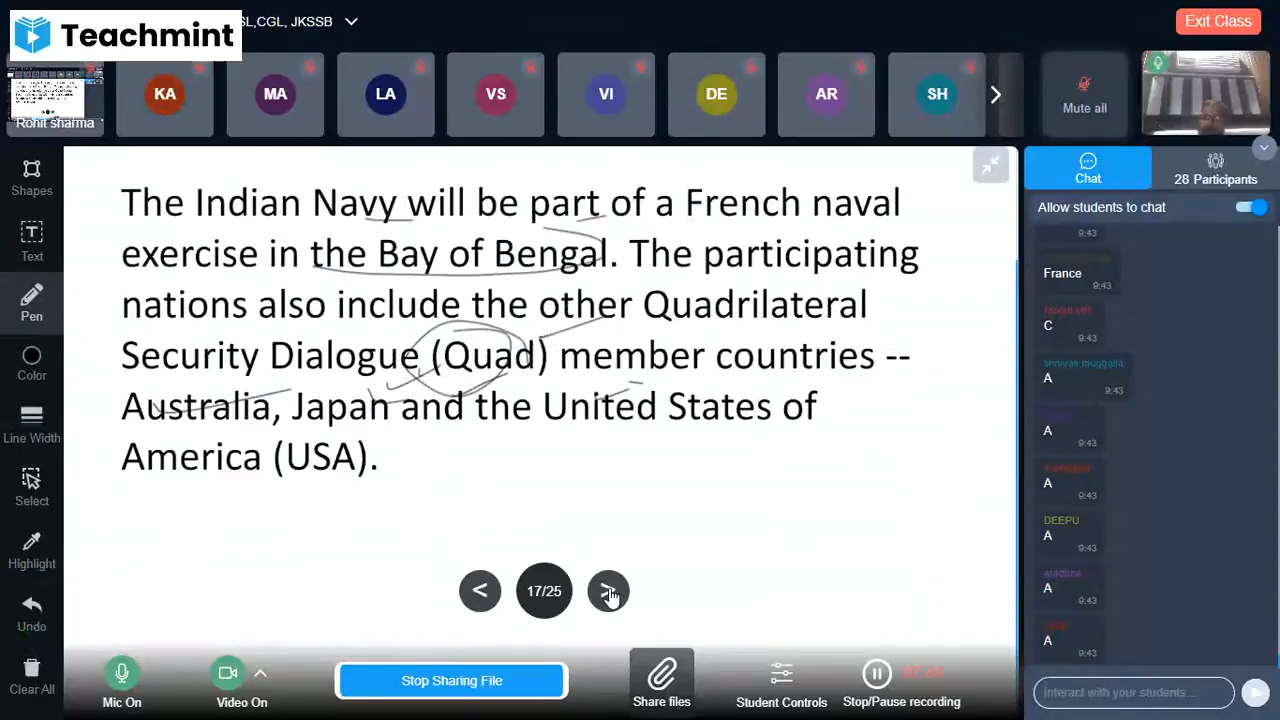 Teachmint
SL,CGL, JKSSB
Exit Class
Rohit sharma
KA
MA
LA
VS
VI
DE
AR
SH
Mute all
Shapes
Text
Pen
Color
Line Width
Select
Highlight
Undo
Clear All
The Indian Navy will be part of a French naval
exercise in the Bay of Bengal. The participating
nations also include the other Quadrilateral
Security Dialogue (Quad) member countries --
Australia, Japan and the United States of
America (USA).
<
17/25
>
Chat
28 Participants
Allow students to chat
9:43
France
9:43
C
9:43
A
9:43
A
9:43
A
9:43
DEEPU
A
9:43
A
9:43
A
9:43
Interact with your students...
Mic On
Video On
Stop Sharing File
Share files
Student Controls
Stop/Pause recording